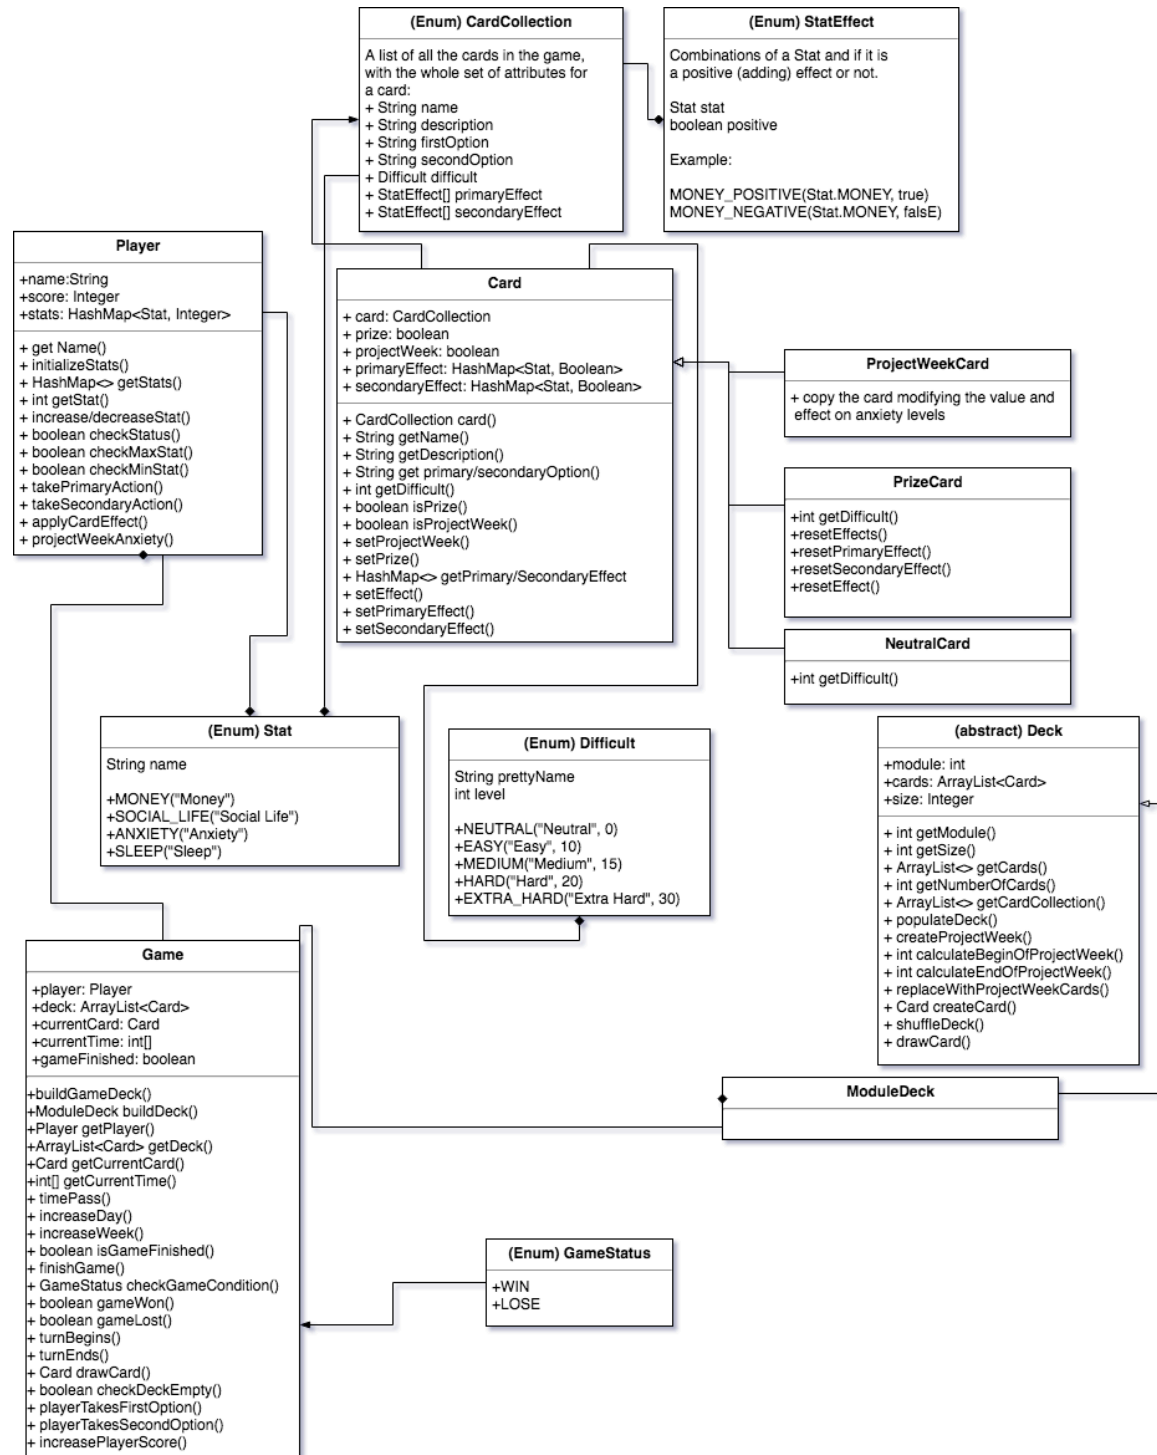 (Enum) CardCollection
A list of all the cards in the game,
with the whole set of attributes for
a card:
+ String name
+ String description
+ String firstOption
+ String secondOption
+ Difficult difficult
+ StatEffect[] primaryEffect
+ StatEffect[] secondaryEffect
(Enum) StatEffect
Combinations of a Stat and if it is
a positive (adding) effect or not.
Stat stat
boolean positive
Example:
MONEY_POSITIVE(Stat.MONEY, true)
MONEY_NEGATIVE(Stat.MONEY, falsE)
Player
+name:String
+score: Integer
+stats: HashMap<Stat, Integer>
+ get Name()
+ initializeStats()
+ HashMap<> getStats()
+ int getStat()
+ increase/decreaseStat()
+ boolean checkStatus()
+ boolean checkMaxStat()
+ boolean checkMinStat()
+ takePrimaryAction()
+ takeSecondaryAction()
+ applyCardEffect()
+ projectWeekAnxiety()
Card
+ card: CardCollection
+ prize: boolean
+ projectWeek: boolean
+ primaryEffect: HashMap<Stat, Boolean>
+ secondaryEffect: HashMap<Stat, Boolean>
+ CardCollection card()
+ String getName()
+ String getDescription()
+ String get primary/secondaryOption()
+ int getDifficult()
+ boolean isPrize()
+ boolean isProjectWeek()
+ setProjectWeek()
+ setPrize()
+ HashMap<> getPrimary/SecondaryEffect
+ setEffect()
+ setPrimaryEffect()
+ setSecondaryEffect()
ProjectWeekCard
+ copy the card modifying the value and
effect on anxiety levels
PrizeCard
+int getDifficult()
+resetEffects()
+resetPrimaryEffect()
+resetSecondaryEffect()
+resetEffect()
NeutralCard
+int getDifficult()
(Enum) Stat
String name
+MONEY("Money")
+SOCIAL_LIFE("Social Life")
+ANXIETY("Anxiety")
+SLEEP("Sleep")
(Enum) Difficult
String prettyName
int level
+NEUTRAL("Neutral", 0)
+EASY("Easy", 10)
+MEDIUM("Medium", 15)
+HARD("Hard", 20)
+EXTRA_HARD("Extra Hard", 30)
(abstract) Deck
+module: int
+cards: ArrayList<Card>
+size: Integer
+ int getModule()
+ int getSize()
+ ArrayList<> getCards()
+ int getNumberOfCards()
+ ArrayList<> getCardCollection()
+ populateDeck()
+ createProjectWeek()
+ int calculateBeginOfProjectWeek()
+ int calculateEndOfProjectWeek()
+ replaceWithProjectWeekCards()
+ Card createCard()
+ shuffleDeck()
+ drawCard()
Game
+player: Player
+deck: ArrayList<Card>
+currentCard: Card
+currentTime: int[]
+gameFinished: boolean
+buildGameDeck()
+ModuleDeck buildDeck()
+Player getPlayer()
+ArrayList<Card> getDeck()
+Card getCurrentCard()
+int[] getCurrentTime()
+ timePass()
+ increaseDay()
+ increaseWeek()
+ boolean isGameFinished()
+ finishGame()
+ GameStatus checkGameCondition()
+ boolean gameWon()
+ boolean gameLost()
+ turnBegins()
+ turnEnds()
+ Card drawCard()
+ boolean checkDeckEmpty()
+ playerTakesFirstOption()
+ playerTakesSecondOption()
+ increasePlayerScore()
ModuleDeck
(Enum) GameStatus
+WIN
+LOSE